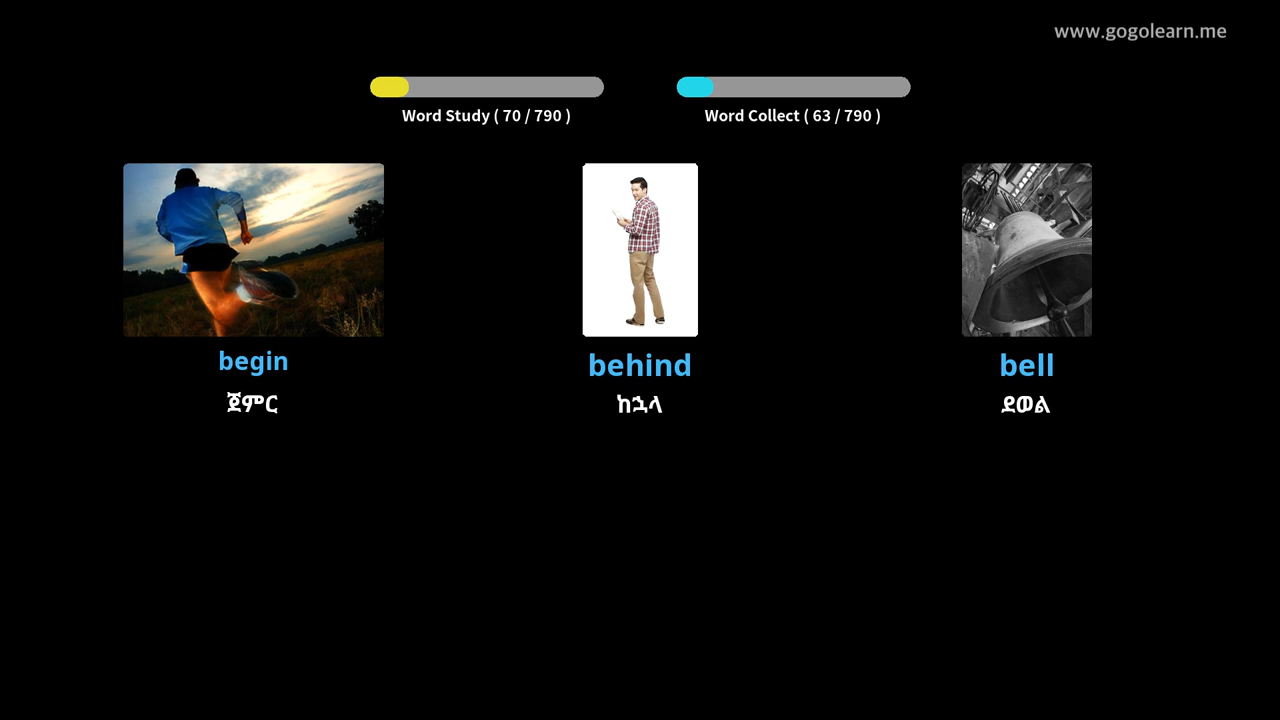 www.gogolearn.me
Word Study ( 70 / 790 )
Word Collect ( 63 / 790 )
begin
behind
bell
ጀምር
ከኋላ
ደወል